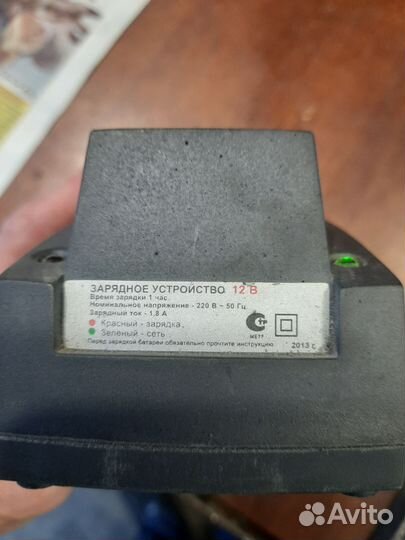 ЗАРЯДНОЕ УСТРОЙСТВО 12 В
Время зарядки 1 час
Номинальное напряжение - 220 В ~ 50 Гц
Зарядный ток - 1,8 А
Красный - зарядка
Зеленый - сеть
Перед зарядкой батареи обязательно прочтите инструкцию.
МЕ77
2013 г.
Avito